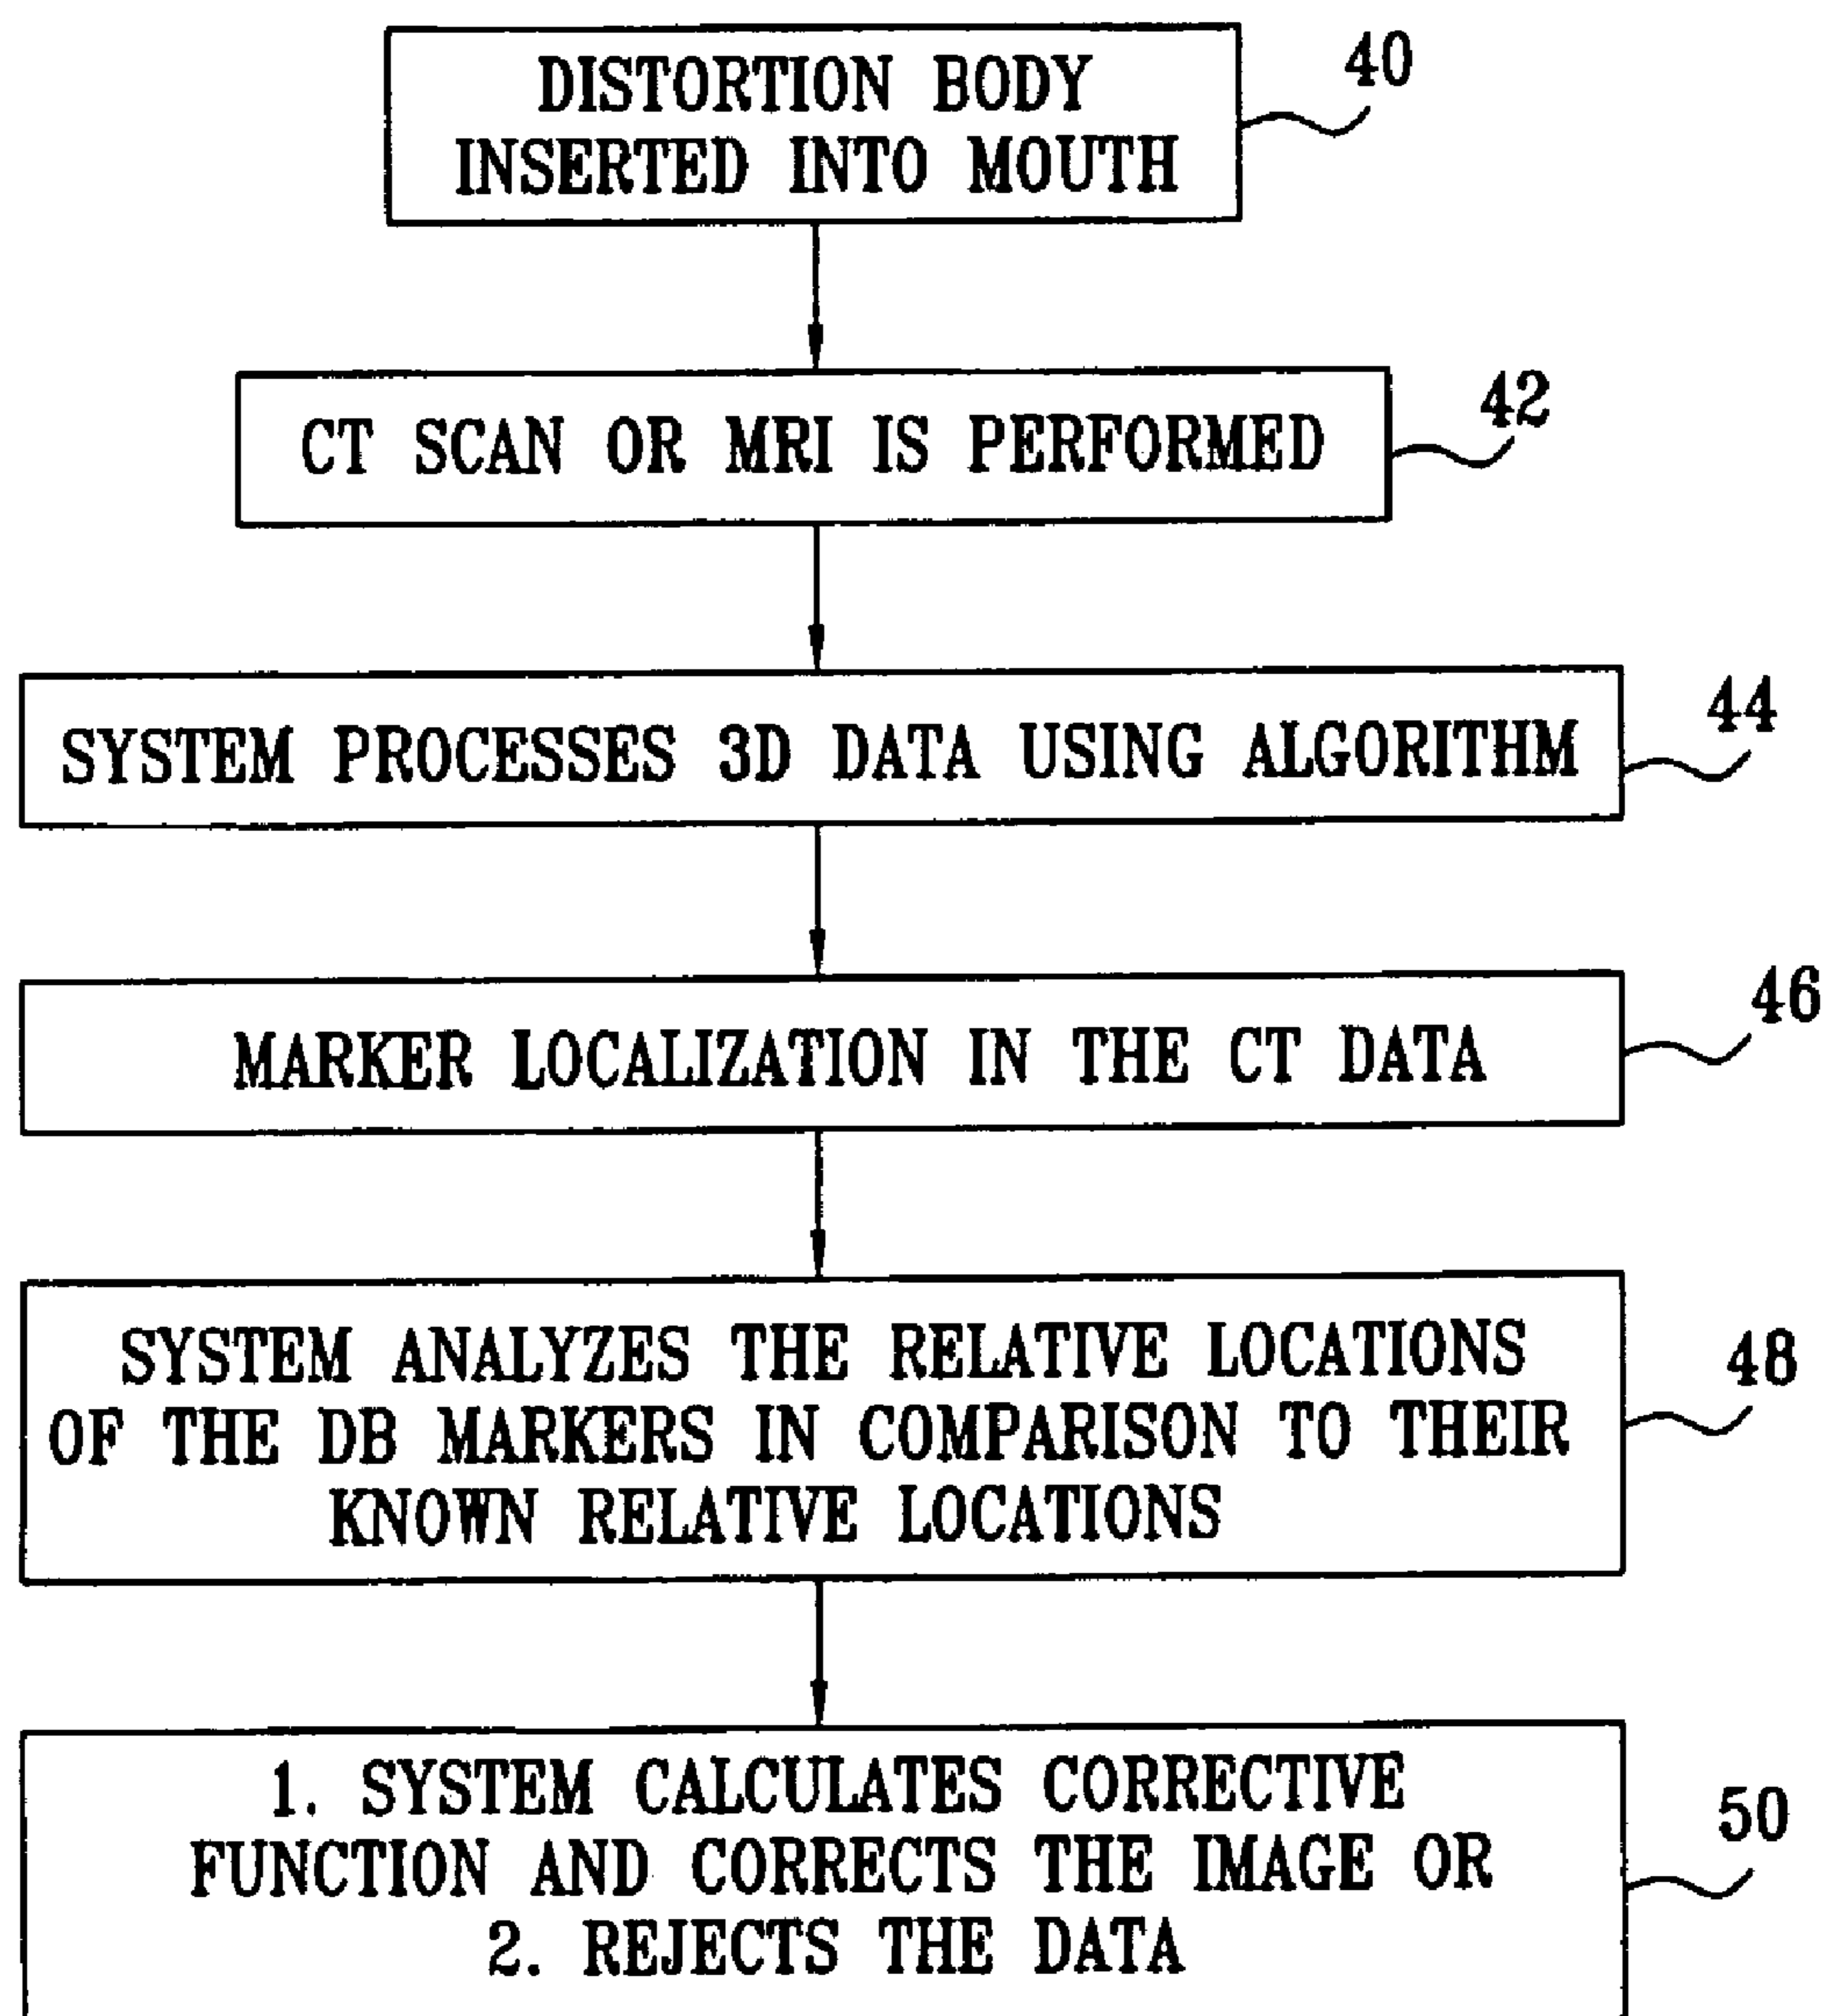 DISTORTION BODY
INSERTED INTO MOUTH
40
CT SCAN OR MRI IS PERFORMED
42
SYSTEM PROCESSES 3D DATA USING ALGORITHM
44
MARKER LOCALIZATION IN THE CT DATA
46
SYSTEM ANALYZES THE RELATIVE LOCATIONS
OF THE DB MARKERS IN COMPARISON TO THEIR
KNOWN RELATIVE LOCATIONS
48
1. SYSTEM CALCULATES CORRECTIVE
FUNCTION AND CORRECTS THE IMAGE OR
2. REJECTS THE DATA
50